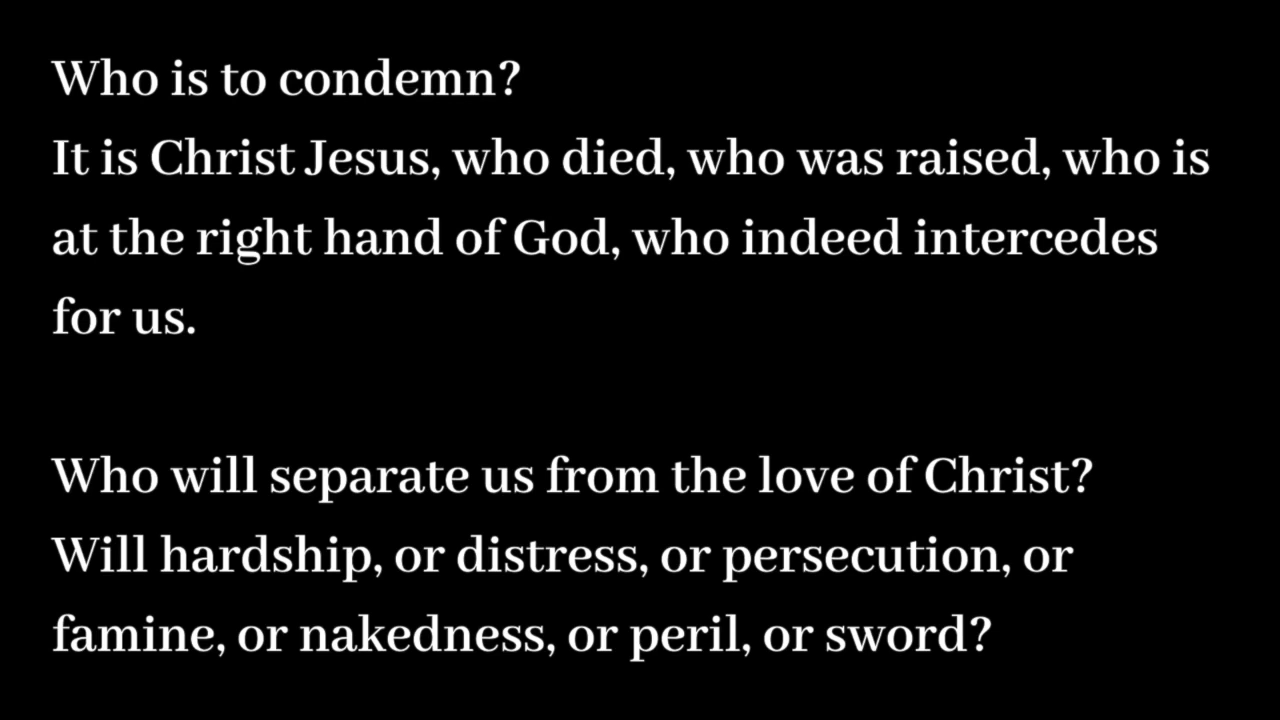 Who is to condemn?
It is Christ Jesus, who died, who was raised, who is
at the right hand of God, who indeed intercedes
for us.
Who will separate us from the love of Christ?
Will hardship, or distress, or persecution, or
famine, or nakedness, or peril, or sword?